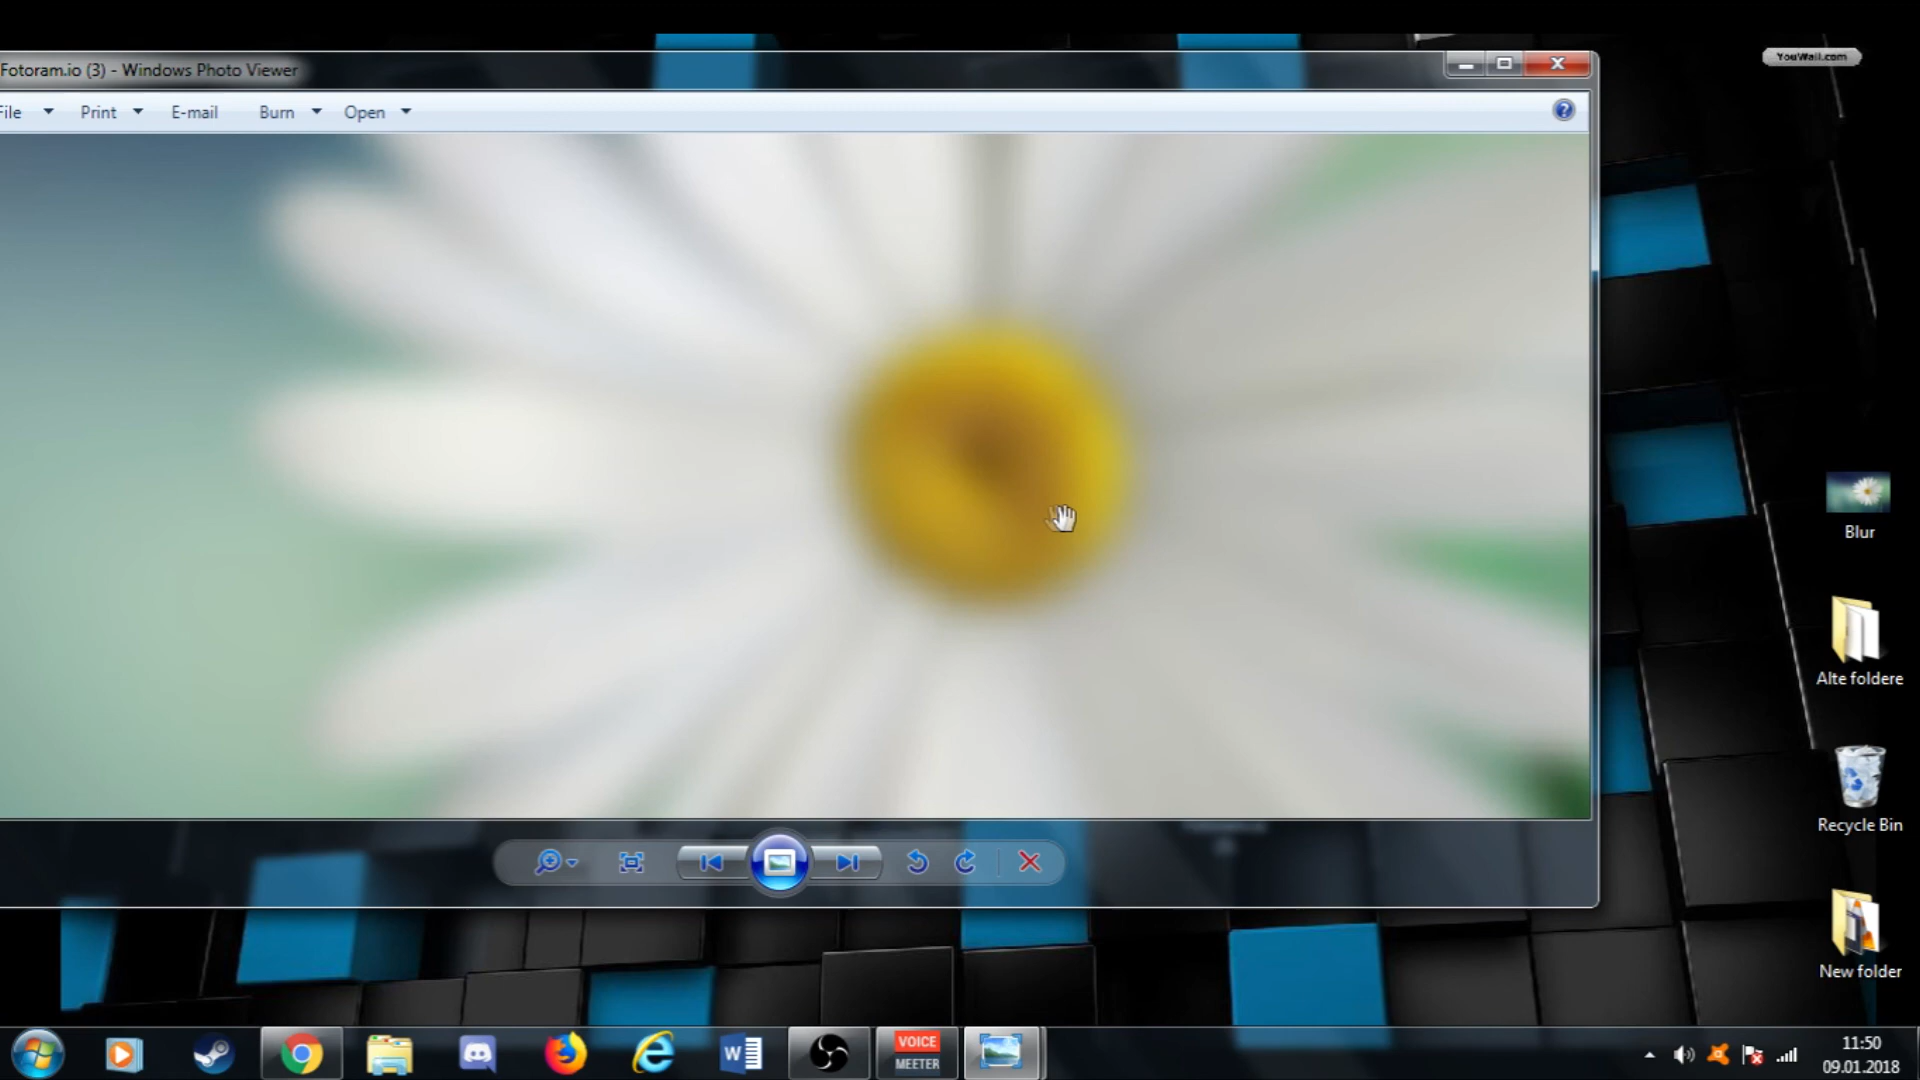 Fotoram.io (3) - Windows Photo Viewer
YouWall.com
File
Print
E-mail
Burn
Open
Blur
Alte foldere
Recycle Bin
New folder
VOICE
MEETER
W
11:50
09.01.2018